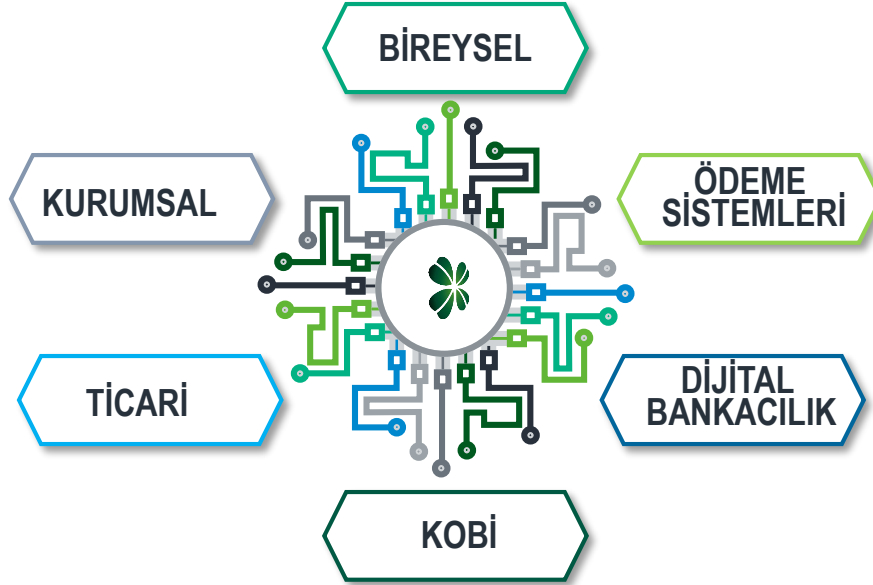 BİREYSEL
KURUMSAL
ÖDEME
SİSTEMLERİ
TİCARİ
DİJİTAL
BANKACILIK
KOBİ